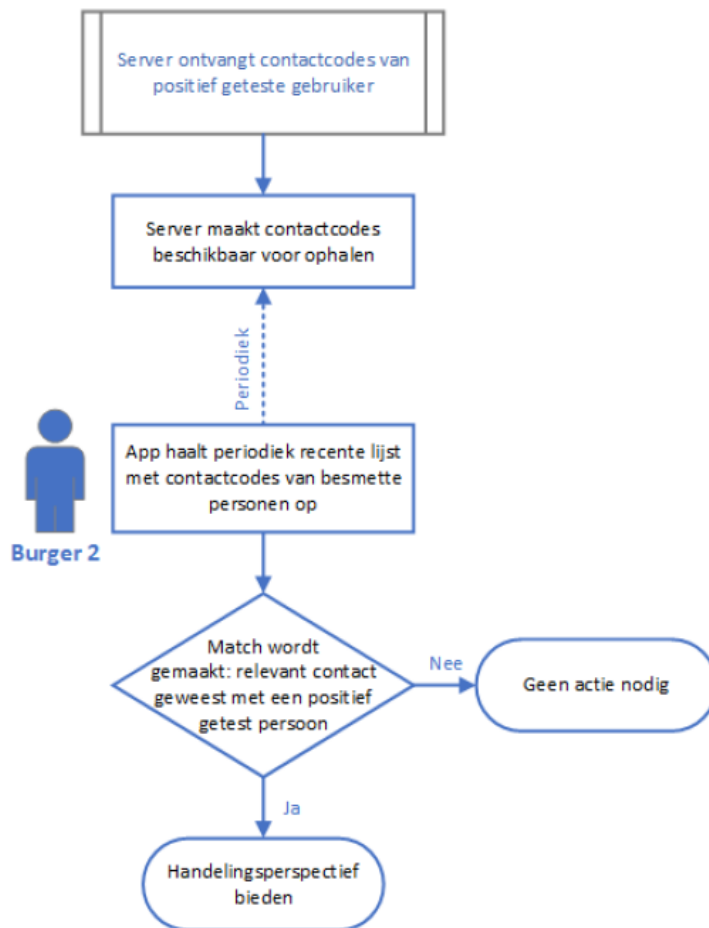 Server ontvangt contactcodes van
positief geteste gebruiker
Server maakt contactcodes
beschikbaar voor ophalen
Periodiek
App haalt periodiek recente lijst
met contactcodes van besmette
personen op
Burger 2
Match wordt
gemaakt: relevant contact
geweest met een positief
getest persoon
Nee
Geen actie nodig
Ja
Handelingsperspectief
bieden